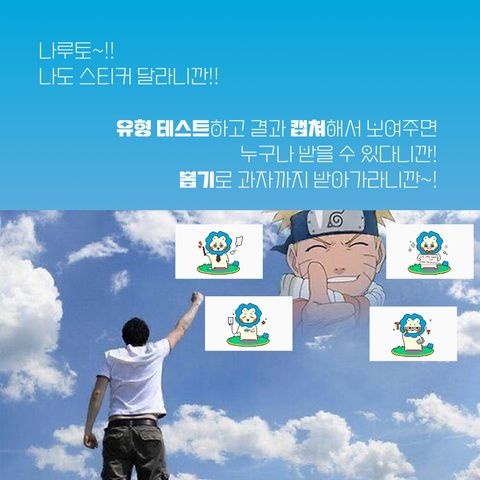 나루토~!!
나도 스티커 달라니깐!!
유형 테스트하고 결과 캡쳐해서 보여주면
누구나 받을 수 있다니깐!
뽑기로 과자까지 받아가라니깐~!